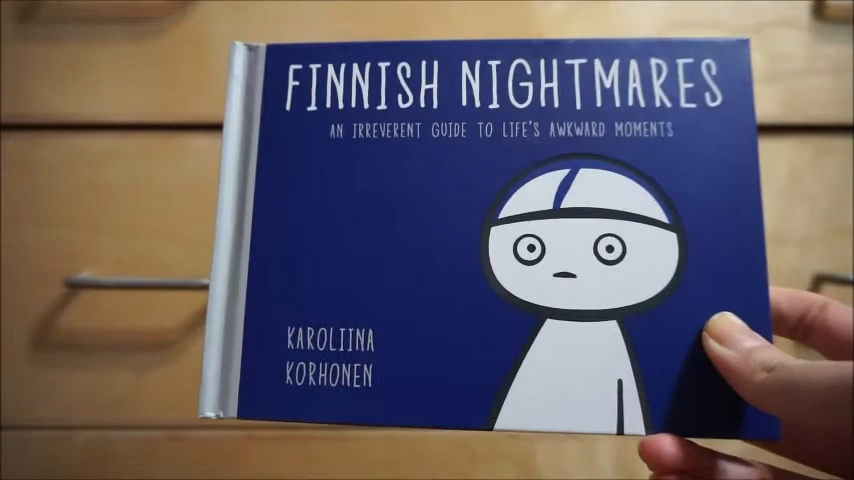 FINNISH NIGHTMARES
AN IRREVERENT GUIDE TO LIFE'S AWKWARD MOMENTS
KAROLIINA
KORHONEN